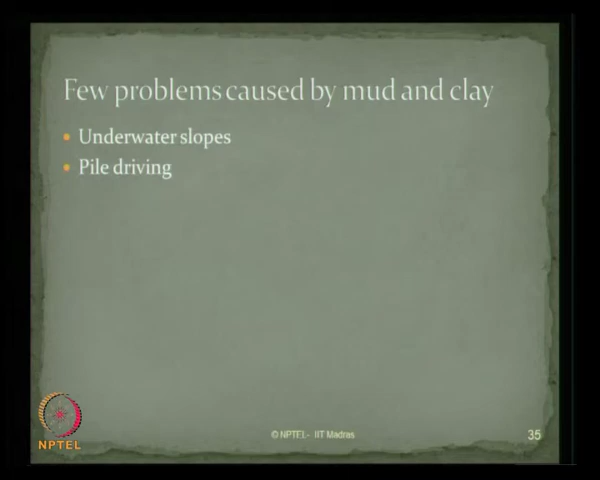 Few problems caused by mud and clay
• Underwater slopes
• Pile driving
NPTEL
© NPTEL- IIT Madras
35